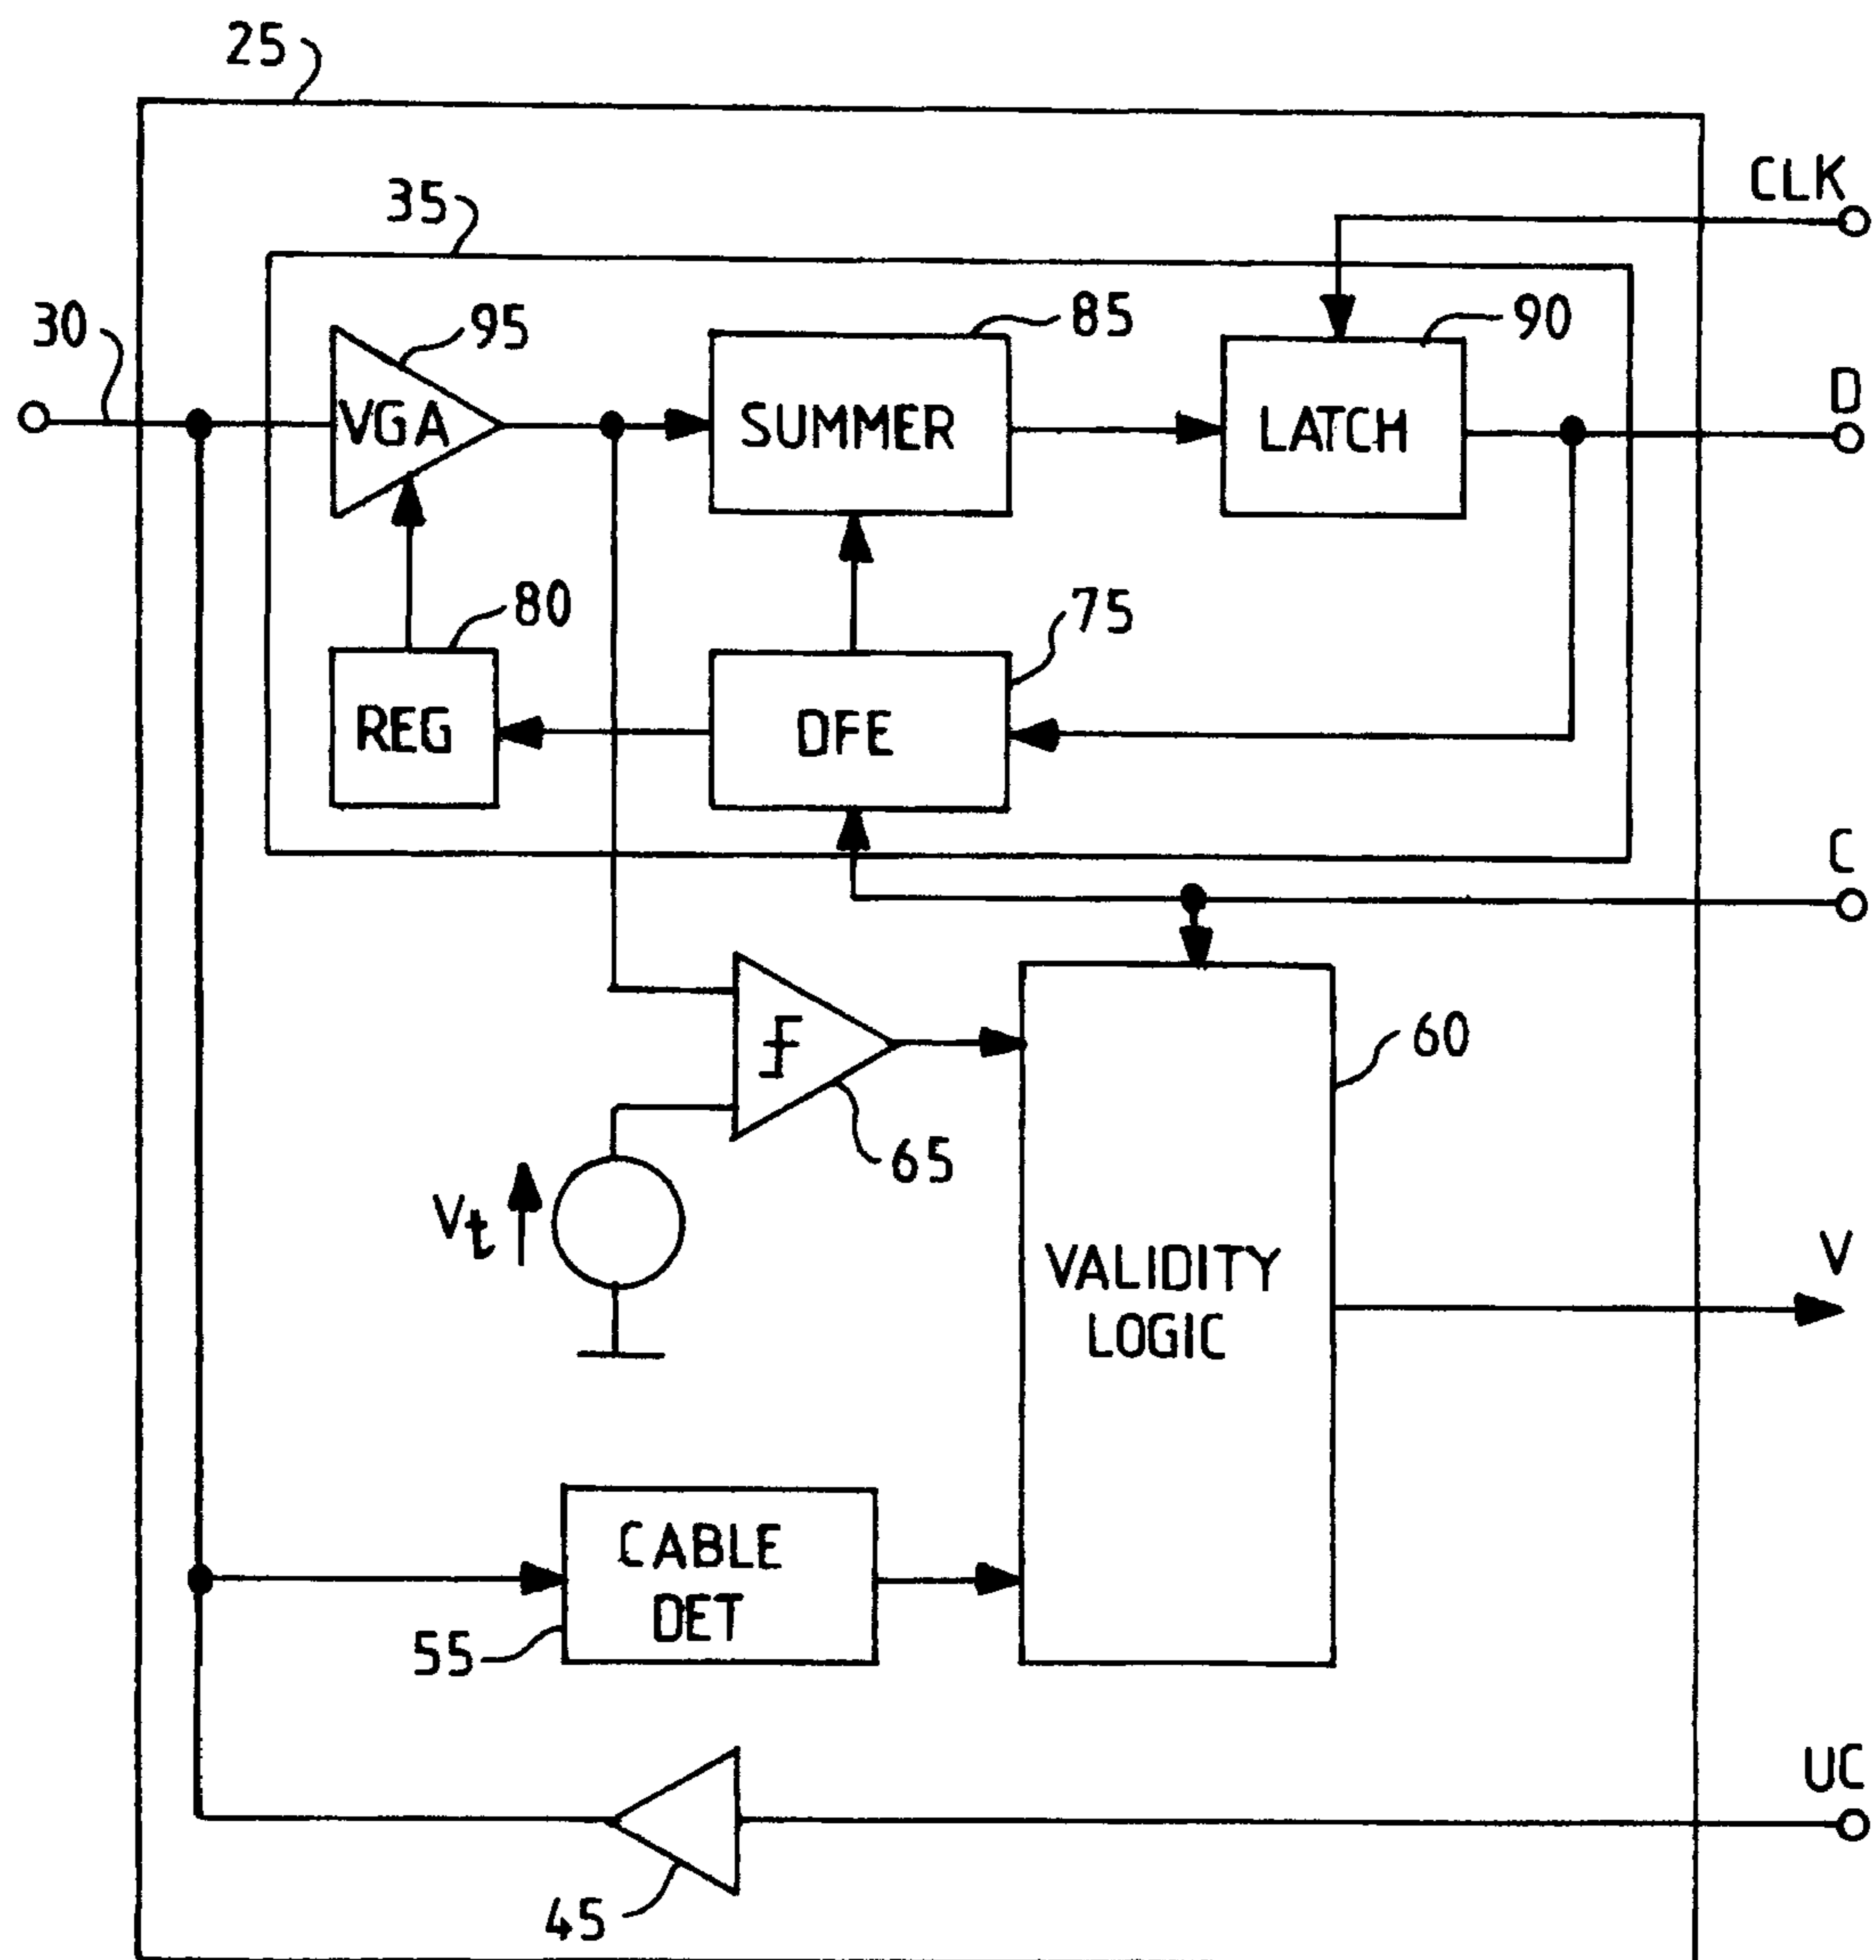 25
CLK
35
30
95
85
90
D
VGA
SUMMER
LATCH
80
75
REG
DFE
C
60
65
Vt
VALIDITY
LOGIC
V
CABLE
DET
55
UC
45